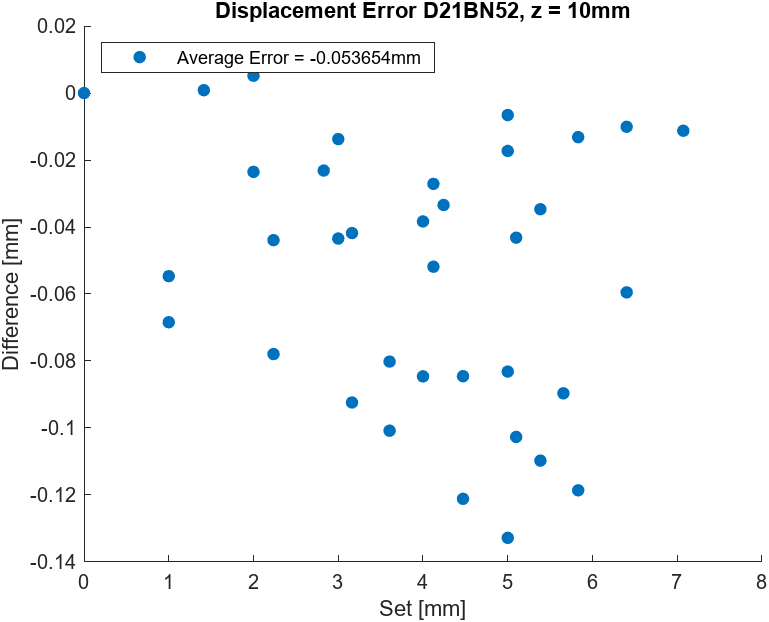 Displacement Error D21BN52, z = 10mm
Average Error = -0.053654mm
0.02
0
-0.02
-0.04
-0.06
-0.08
-0.1
-0.12
-0.14
Difference [mm]
0 1 2 3 4 5 6 7 8
Set [mm]